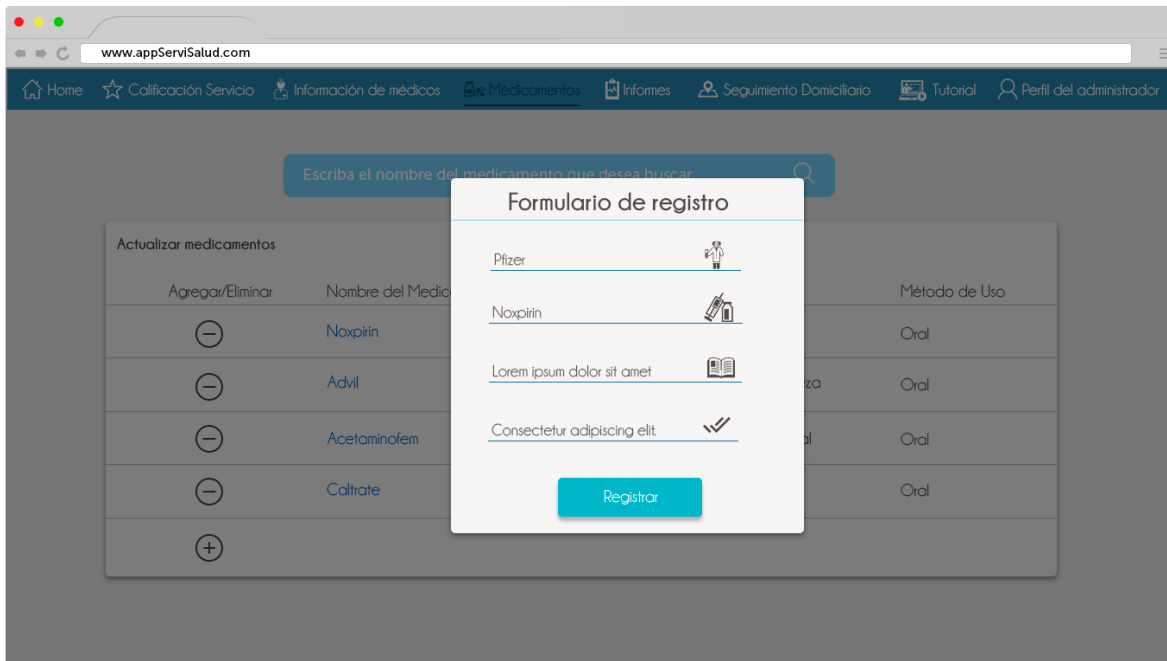 www.appServiSalud.com
Home Calificación Servicio Información de médicos Medicamentos Informes Seguimiento Domiciliario Tutorial Perfil del administrador
Escriba el nombre del medicamento que desea buscar
Formulario de registro
Actualizar medicamentos
Pfizer
Agregar/Eliminar Nombre del Medic Método de Uso
Noxpirin
Noxpirin Oral
Lorem ipsum dolor sit amet
Advil za Oral
Consectetur adipiscing elit.
Acetaminofem al Oral
Caltrate Oral
Registrar